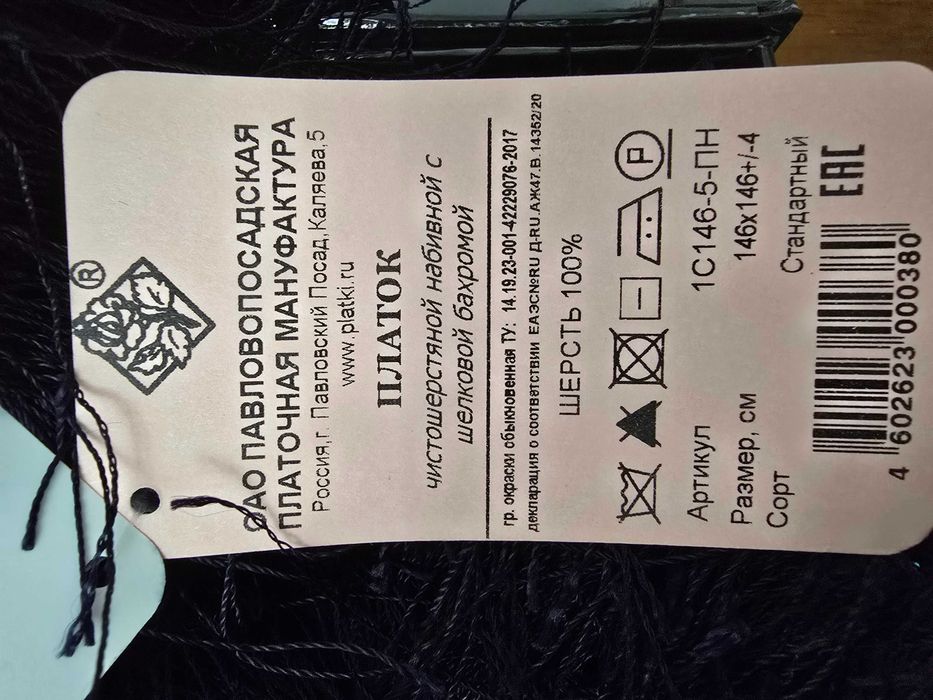 ®
ОАО ПАВЛОВОПОСАДСКАЯ
ПЛАТОЧНАЯ МАНУФАКТУРА
Россия,г. Павловский Посад,Каляева,5
www.platki.ru
ПЛАТОК
чистошерстяной набивной с
шелковой бахромой
гр. окраски обыкновенная ТУ: 14.19.23-001-42229076-2017
декларация о соответствии ЕАЭС№RU Д-RU.АЖ47.В.14352/20
ШЕРСТЬ 100%
P
Артикул 1С146-5-ПН
Размер, см 146х146+/-4
Сорт Стандартный
EAC
4 602623 000380